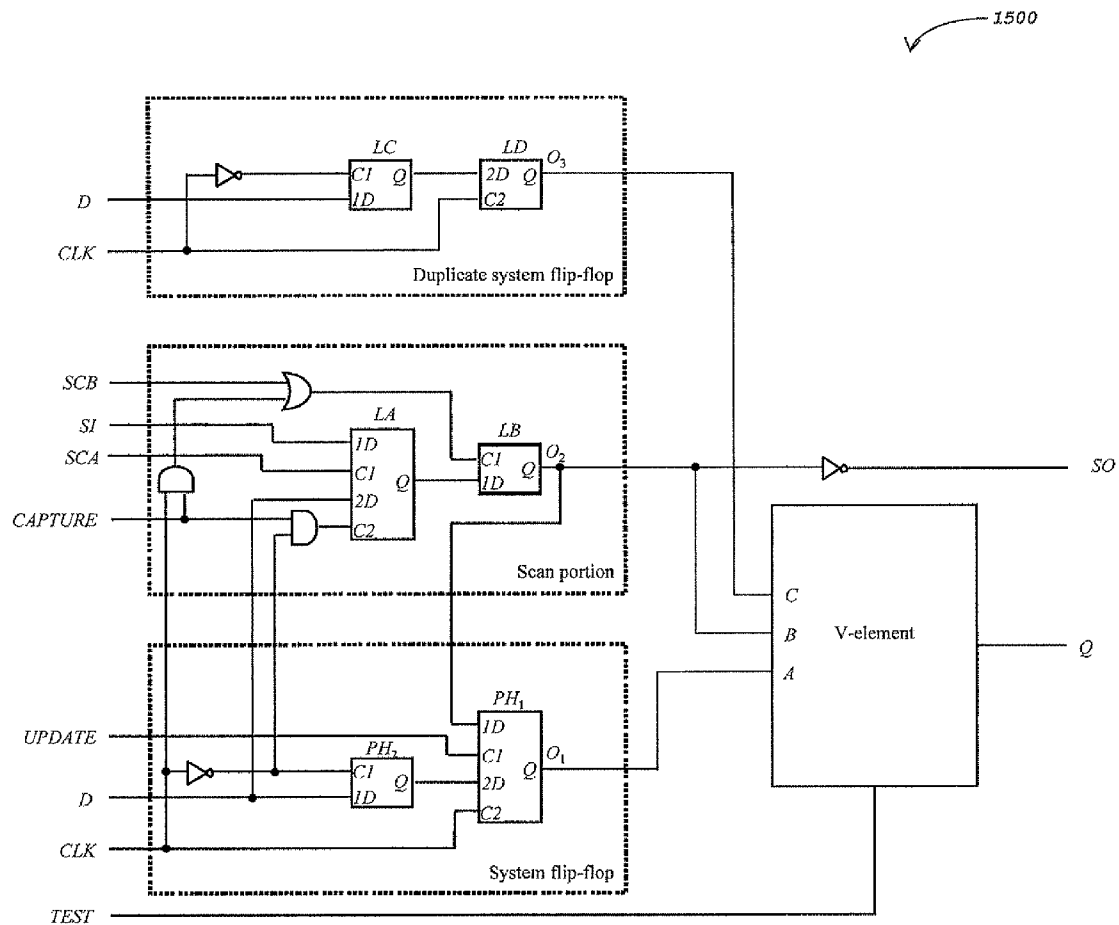 1500
LC
LD
O3
C1
Q
1D
2D
Q
C2
D
CLK
Duplicate system flip-flop
SCB
SI
SCA
CAPTURE
LA
1D
C1
Q
2D
C2
LB
O2
C1
Q
1D
SO
Scan portion
C
B
A
V-element
Q
PH1
UPDATE
1D
C1
O1
Q
2D
C2
PH2
C1
Q
1D
D
CLK
System flip-flop
TEST